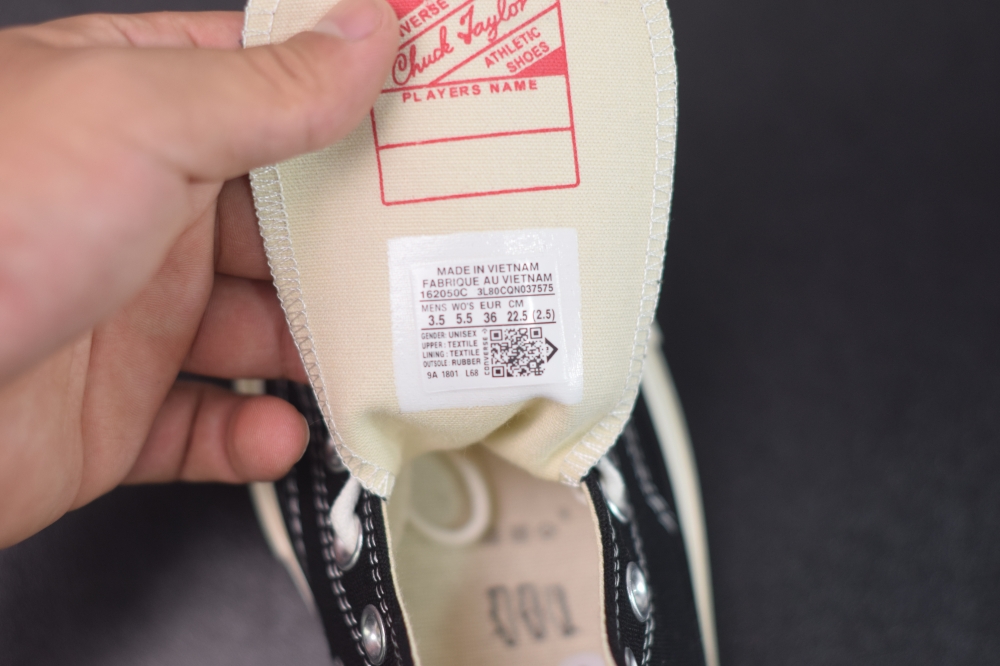 Chuck Taylor
ATHLETIC
SHOES
PLAYERS NAME
MADE IN VIETNAM
FABRIQUE AU VIETNAM
162050C 3L80CQN037575
MENS WO'S EUR CM
3.5 5.5 36 22.5 (2.5)
GENDER: UNISEX
UPPER: TEXTILE
LINING: TEXTILE
OUTSOLE: RUBBER
9A 1801 L68
CONVERSE